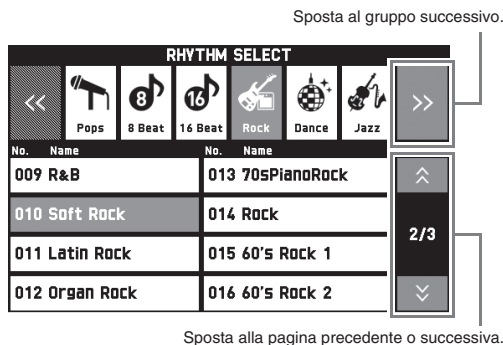 Sposta al gruppo successivo.
RHYTHM SELECT
<< Pops 8 8 Beat 16 16 Beat Rock Dance Jazz >>
No. Name No. Name
009 R&B 013 70sPianoRock
010 Soft Rock 014 Rock
2/3
011 Latin Rock 015 60's Rock 1
012 Organ Rock 016 60's Rock 2
Sposta alla pagina precedente o successiva.